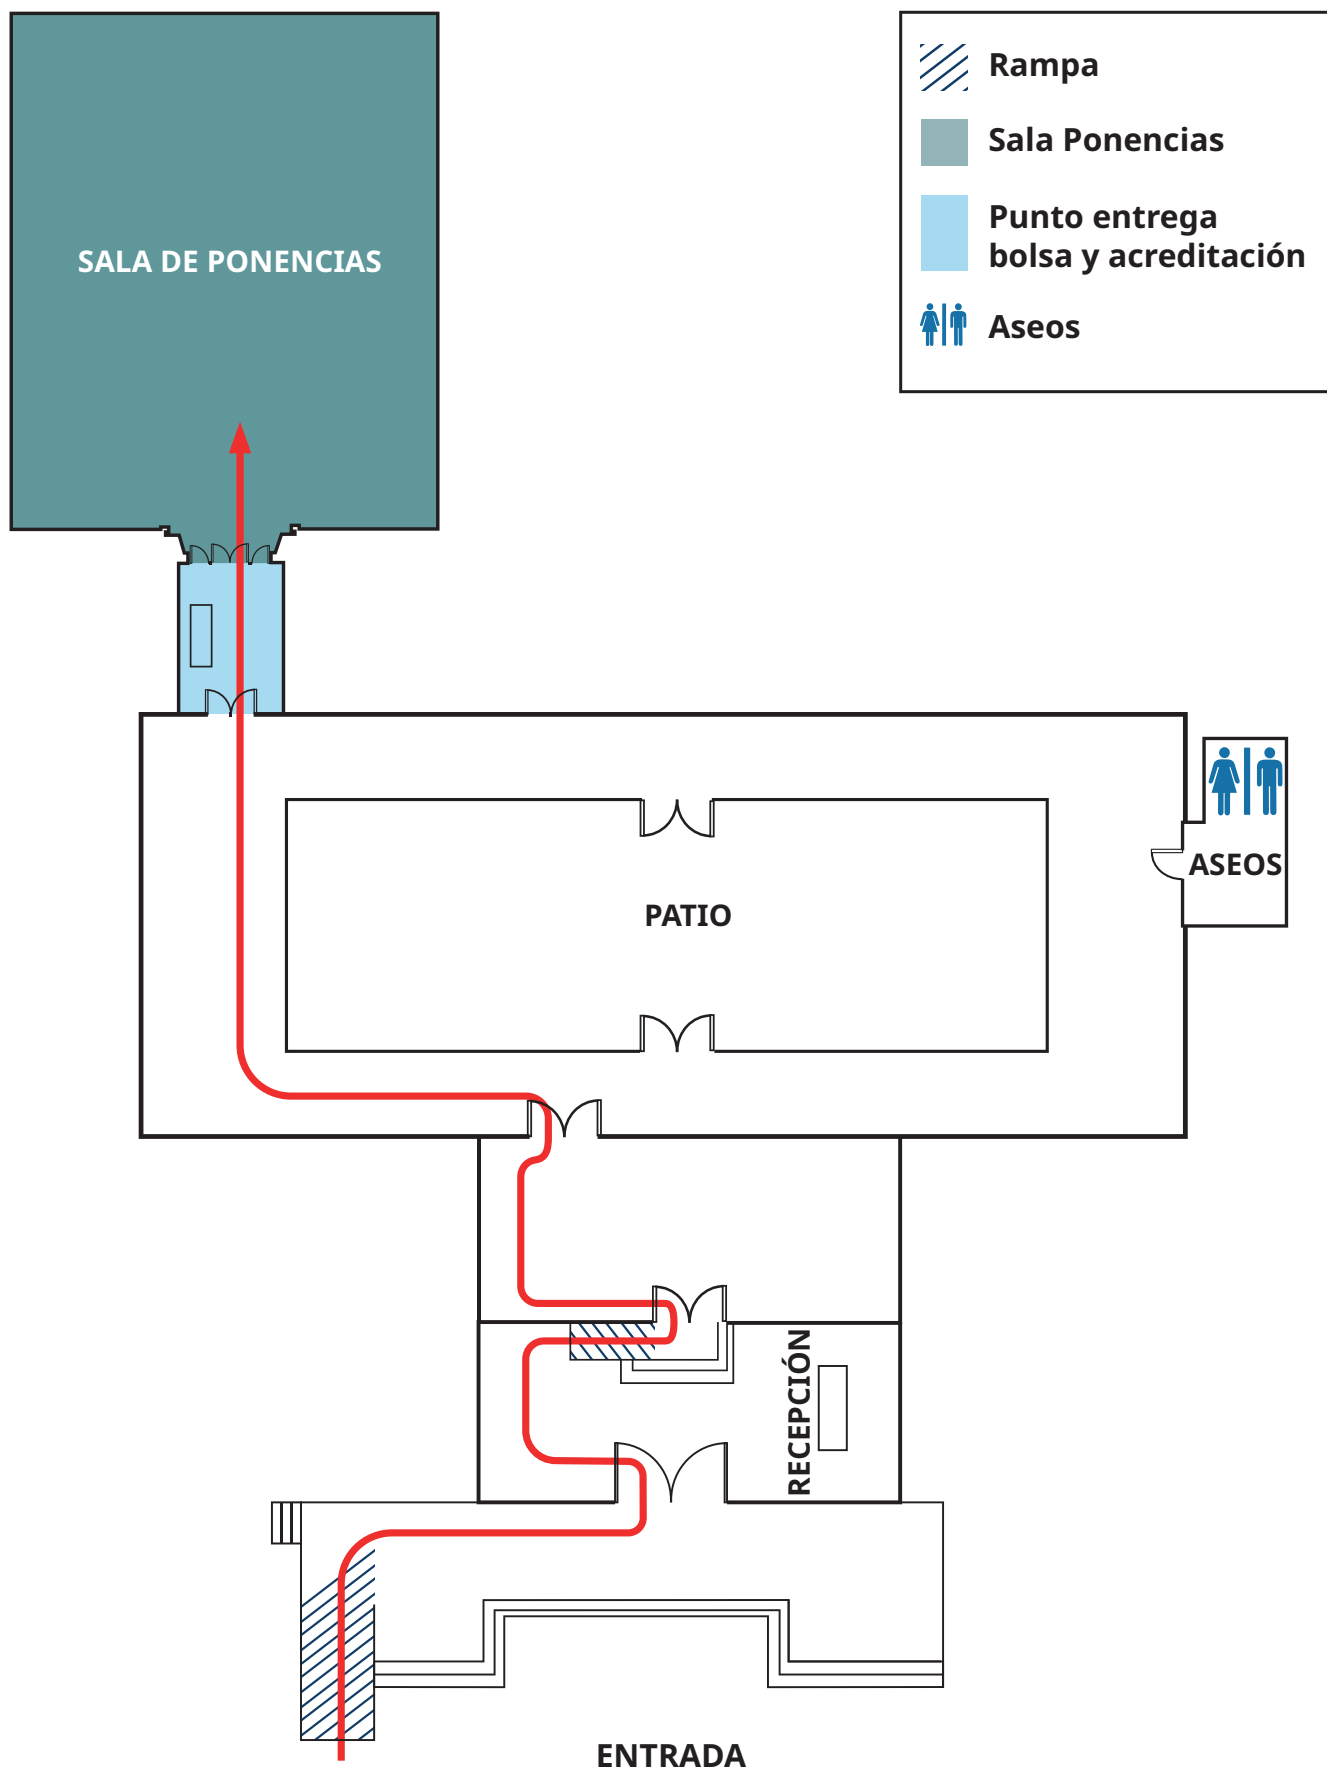 Rampa
Sala Ponencias
Punto entrega
bolsa y acreditación
Aseos
SALA DE PONENCIAS
ASEOS
PATIO
RECEPCIÓN
ENTRADA